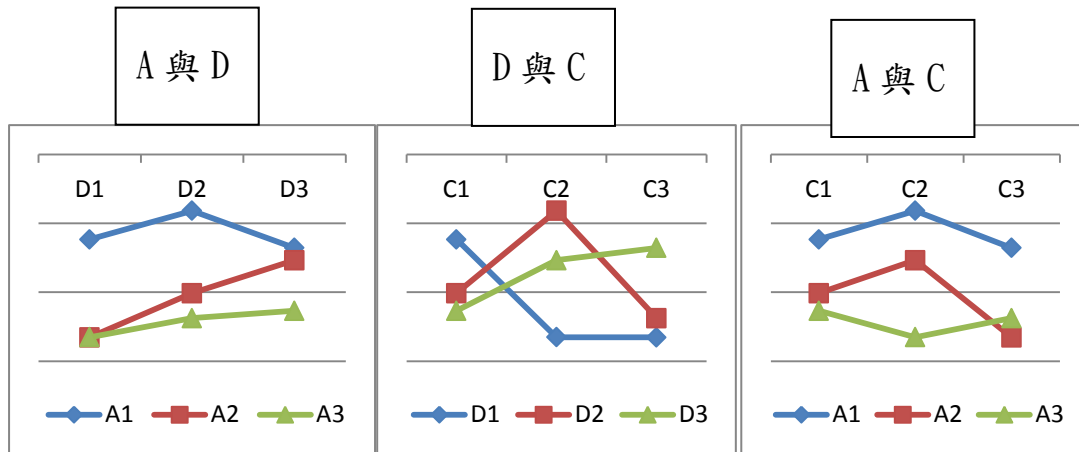 A 與 D
D 與 C
A 與 C
D1 D2 D3
C1 C2 C3
C1 C2 C3
A1 A2 A3
D1 D2 D3
A1 A2 A3